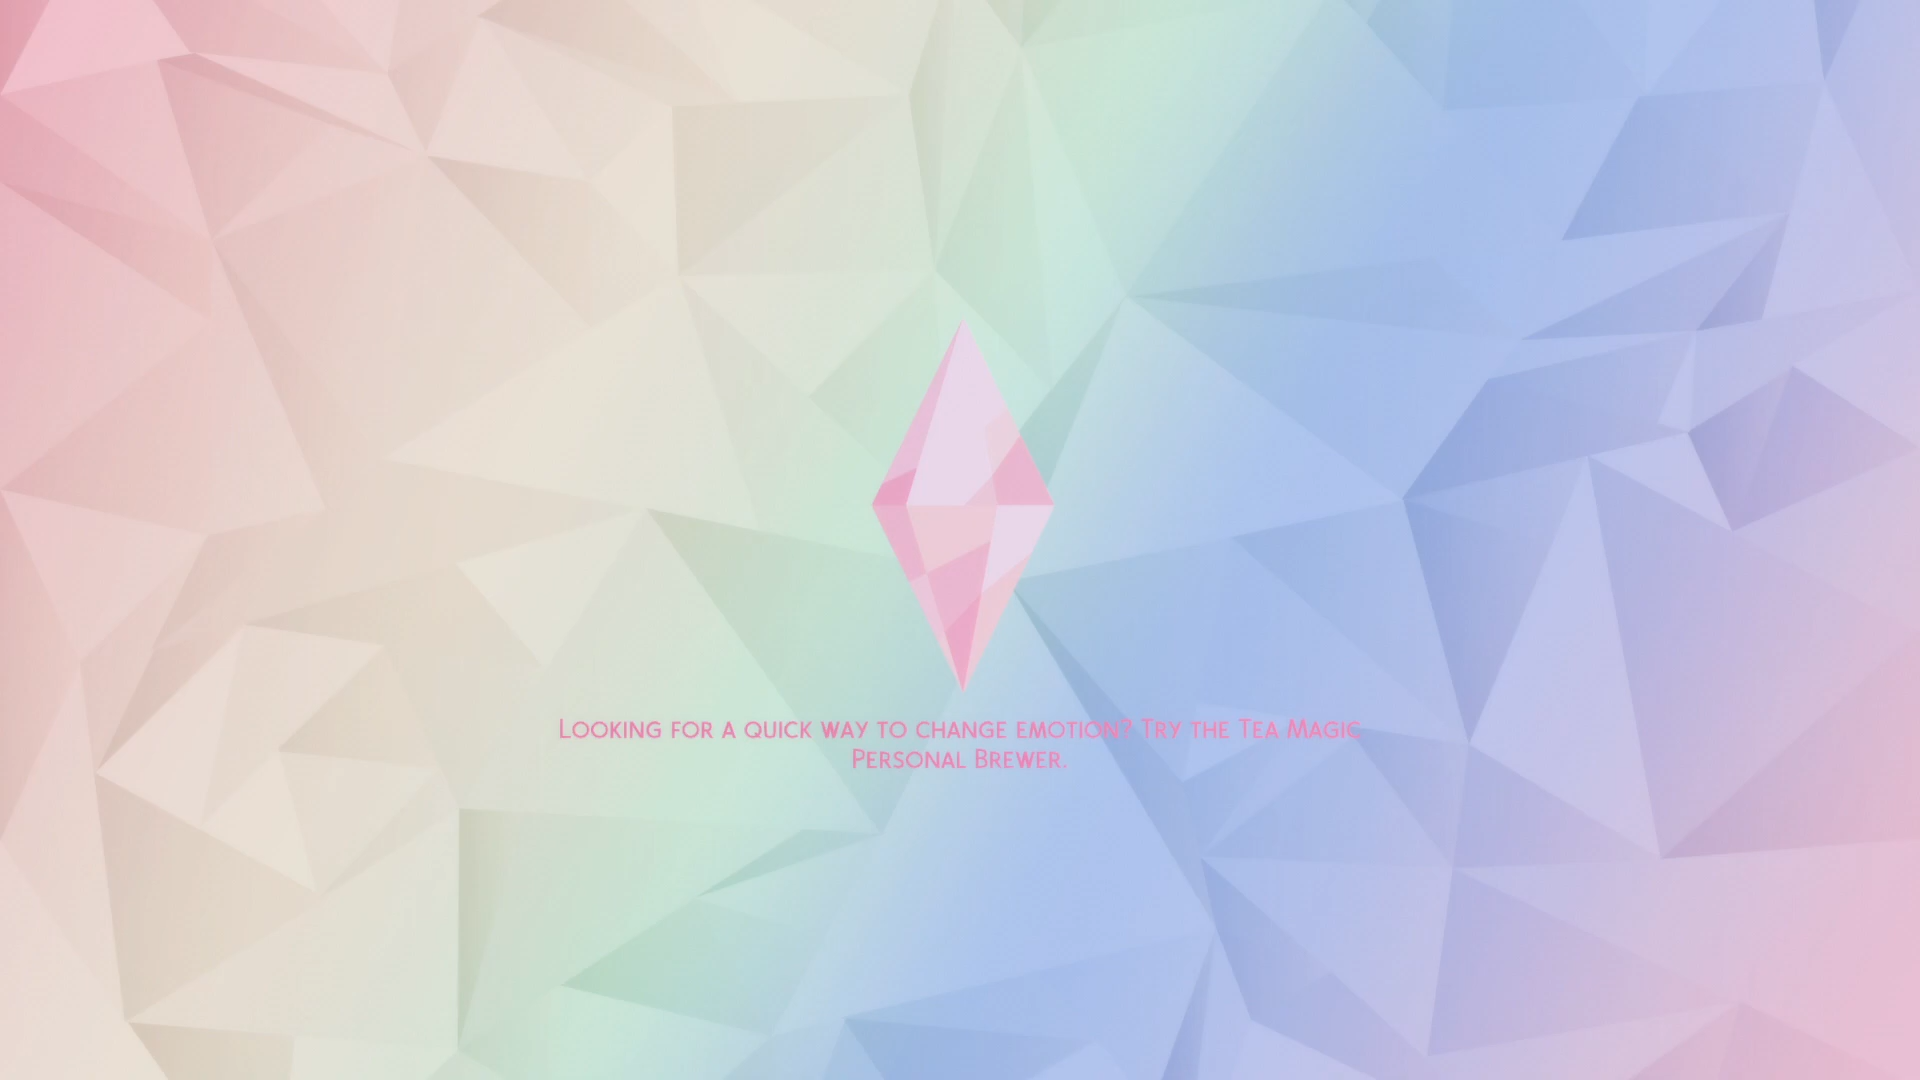 Looking for a quick way to change emotion? Try the Tea Magic
Personal Brewer.